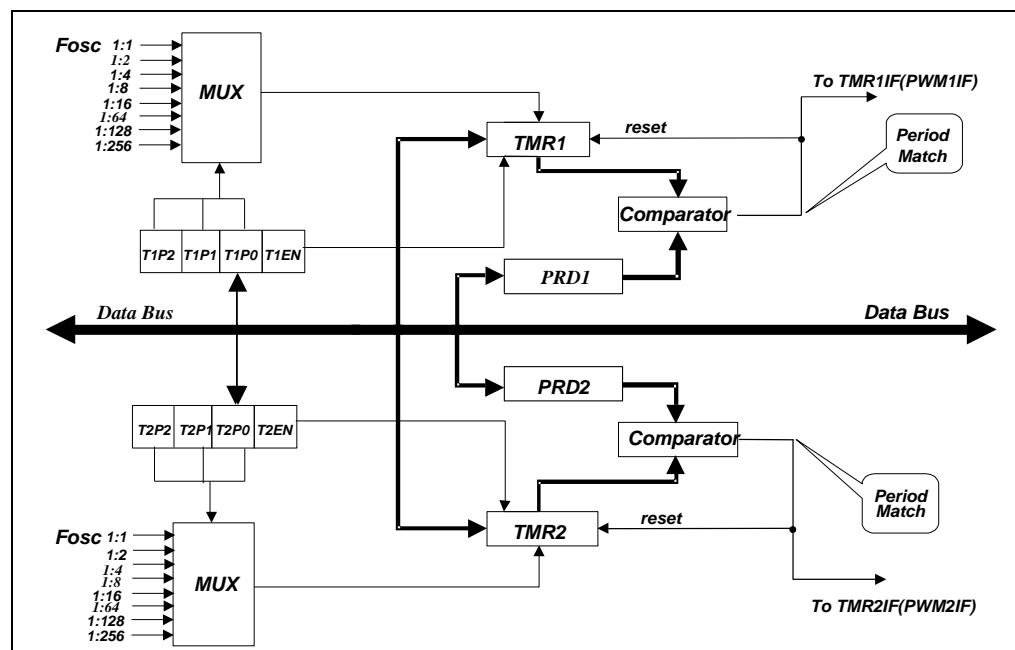 Fosc 1:1
1:2
1:4
1:8
1:16
1:64
1:128
1:256
MUX
To TMR1IF(PWM1IF)
TMR1
reset
Period
Match
Comparator
T1P2 T1P1 T1P0 T1EN
PRD1
Data Bus
Data Bus
PRD2
T2P2 T2P1 T2P0 T2EN
Comparator
Period
Match
TMR2
reset
Fosc 1:1
1:2
1:4
1:8
1:16
1:64
1:128
1:256
MUX
To TMR2IF(PWM2IF)